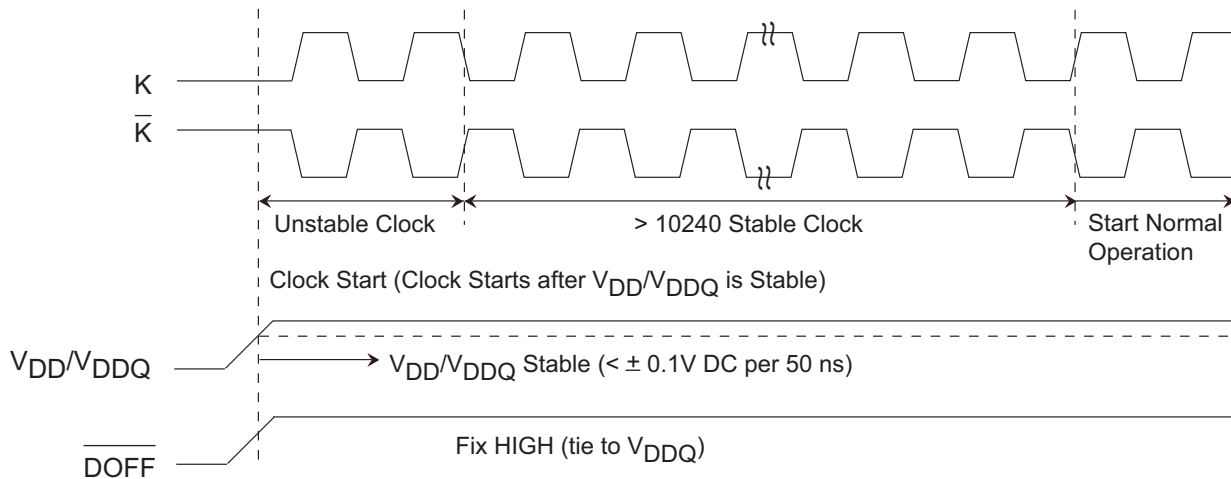 K
K̅
Unstable Clock
> 10240 Stable Clock
Start Normal
Operation
Clock Start (Clock Starts after VDD/VDDQ is Stable)
VDD/VDDQ
VDD/VDDQ Stable (< ± 0.1V DC per 50 ns)
D̅O̅F̅F̅
Fix HIGH (tie to VDDQ)